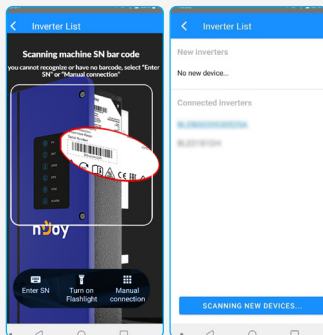 Inverter List
Scanning machine SN bar code
you cannot recognize or have no barcode, select "Enter
SN" or "Manual connection"
nJoy
Enter SN
Turn on
Flashlight
Manual
connection
Inverter List
New inverters
No new device...
Connected Inverters
SCANNING NEW DEVICES...